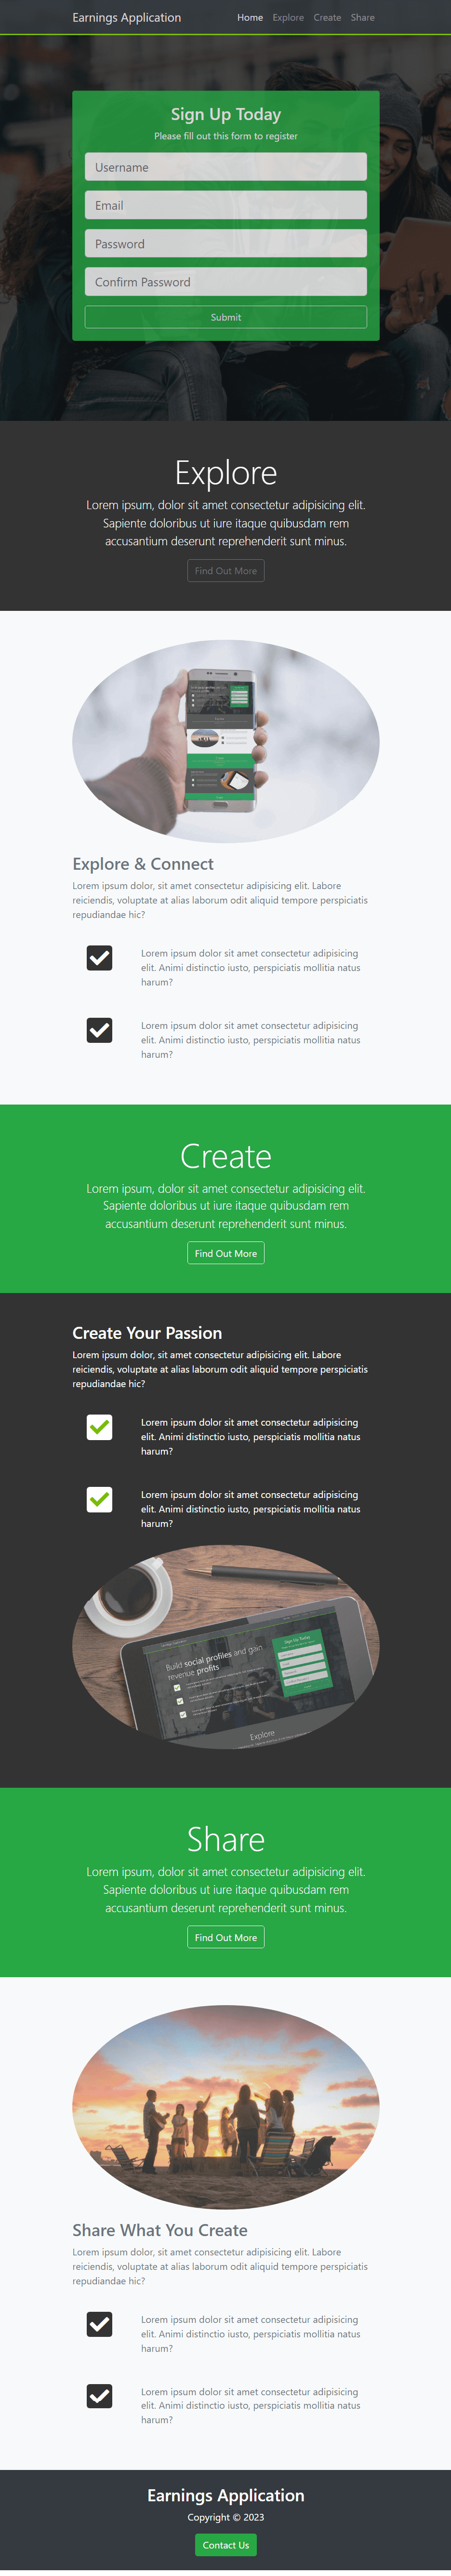 Earnings Application Home Explore Create Share
Sign Up Today
Please fill out this form to register
Username
Email
Password
Confirm Password
Submit
Explore
Lorem ipsum, dolor sit amet consectetur adipisicing elit.
Sapiente doloribus ut iure itaque quibusdam rem
accusantium deserunt reprehenderit sunt minus.
Find Out More
Explore & Connect
Lorem ipsum dolor, sit amet consectetur adipisicing elit. Labore
reiciendis, voluptate at alias laborum odit aliquid tempore perspiciatis
repudiandae hic?
Lorem ipsum dolor sit amet consectetur adipisicing
elit. Animi distinctio iusto, perspiciatis mollitia natus
harum?
Lorem ipsum dolor sit amet consectetur adipisicing
elit. Animi distinctio iusto, perspiciatis mollitia natus
harum?
Create
Lorem ipsum, dolor sit amet consectetur adipisicing elit.
Sapiente doloribus ut iure itaque quibusdam rem
accusantium deserunt reprehenderit sunt minus.
Find Out More
Create Your Passion
Lorem ipsum dolor, sit amet consectetur adipisicing elit. Labore
reiciendis, voluptate at alias laborum odit aliquid tempore perspiciatis
repudiandae hic?
Lorem ipsum dolor sit amet consectetur adipisicing
elit. Animi distinctio iusto, perspiciatis mollitia natus
harum?
Lorem ipsum dolor sit amet consectetur adipisicing
elit. Animi distinctio iusto, perspiciatis mollitia natus
harum?
Sign Up Today
Build social profiles and gain
revenue profits
Explore
Share
Lorem ipsum, dolor sit amet consectetur adipisicing elit.
Sapiente doloribus ut iure itaque quibusdam rem
accusantium deserunt reprehenderit sunt minus.
Find Out More
Share What You Create
Lorem ipsum dolor, sit amet consectetur adipisicing elit. Labore
reiciendis, voluptate at alias laborum odit aliquid tempore perspiciatis
repudiandae hic?
Lorem ipsum dolor sit amet consectetur adipisicing
elit. Animi distinctio iusto, perspiciatis mollitia natus
harum?
Lorem ipsum dolor sit amet consectetur adipisicing
elit. Animi distinctio iusto, perspiciatis mollitia natus
harum?
Earnings Application
Copyright © 2023
Contact Us